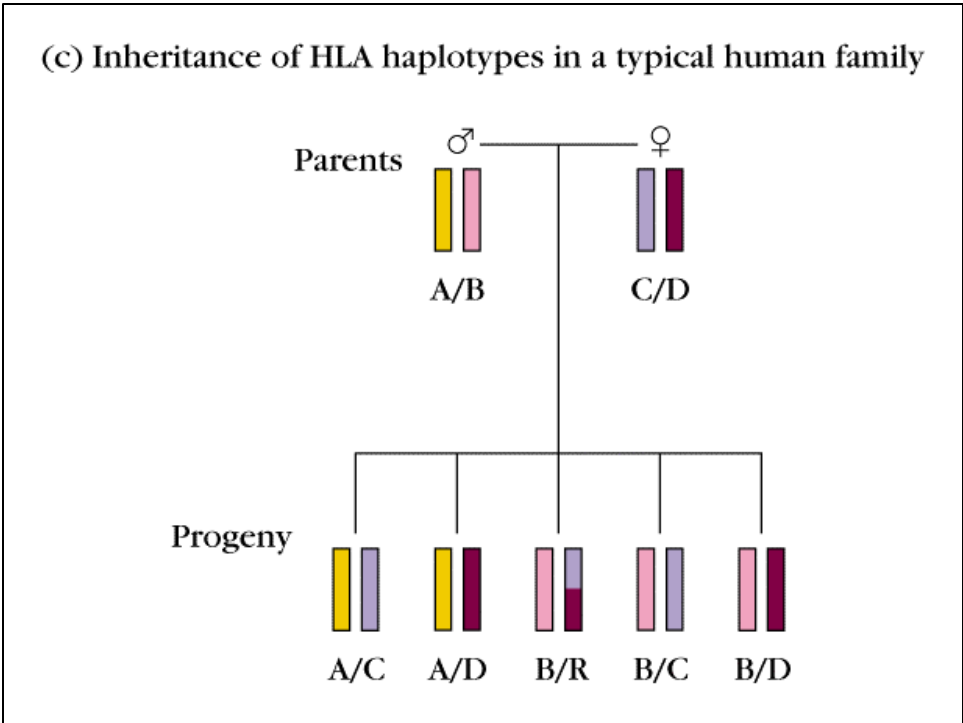 (c) Inheritance of HLA haplotypes in a typical human family
♂ ♀
Parents
A/B C/D
Progeny
A/C A/D B/R B/C B/D